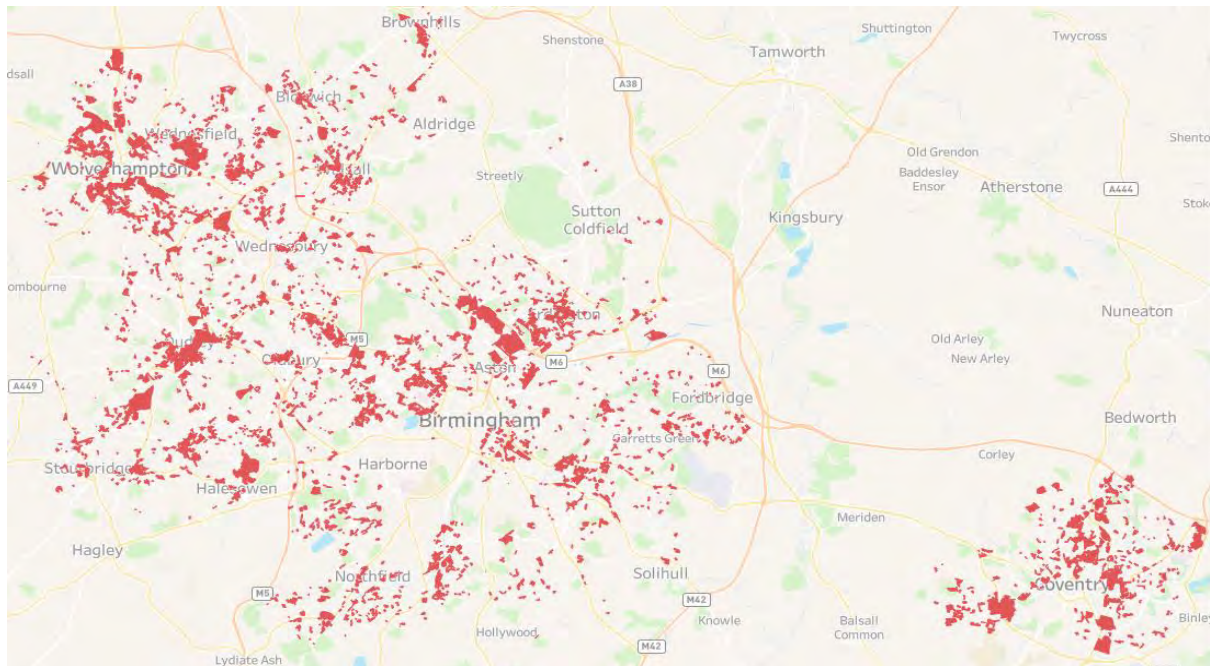 Brownhills
Shuttington
Twycross
Shenstone
Tamworth
dsall
A38
Bloxwich
Aldridge
Wednesfield
Shento
Old Grendon
Wolverhampton
Walsall
Streetly
Baddesley
Ensor
Atherstone
A444
Stoke
Sutton
Coldfield
Kingsbury
Wednesbury
ombourne
Nuneaton
Erdington
Dudley
M5
Old Arley
Oldbury
Aston
M6
New Arley
M6
A449
Fordbridge
Birmingham
Bedworth
Garretts Green
Stourbridge
Harborne
Corley
Halesowen
Meriden
Hagley
Northfield
Solihull
Coventry
M5
M42
Knowle
Balsall
Common
Binley
Hollywood
M42
Lydiate Ash